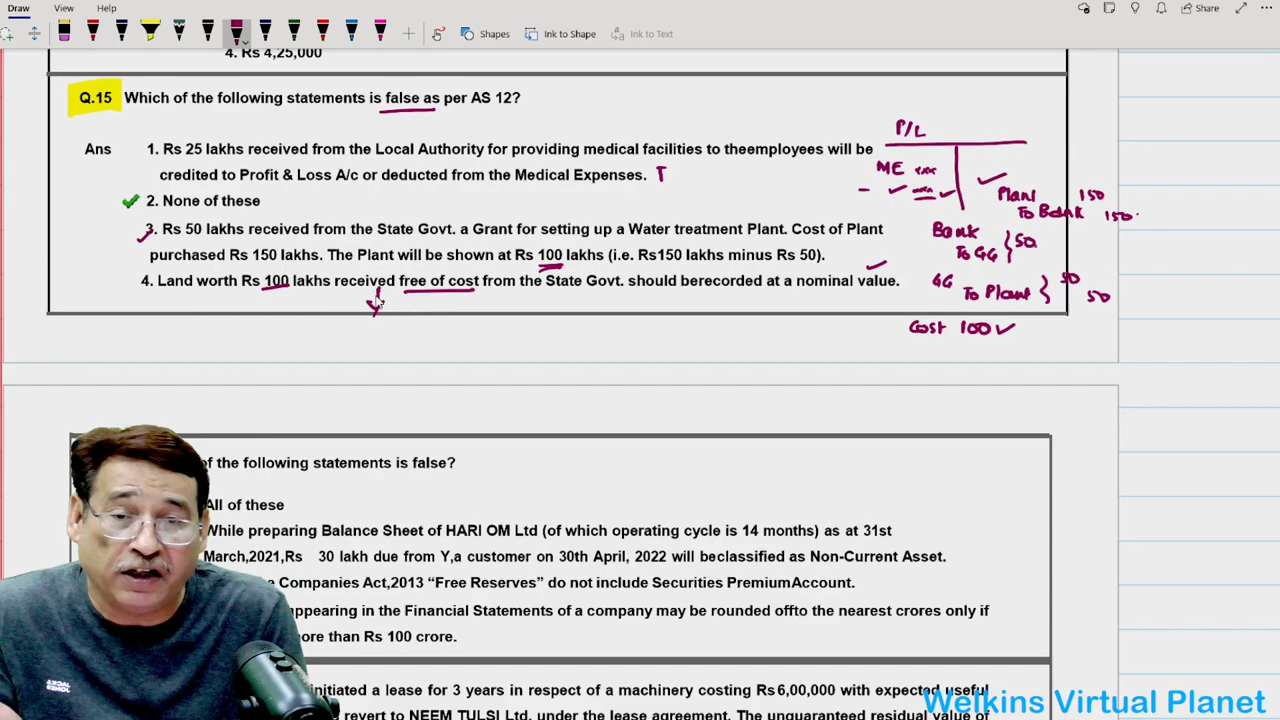 Draw View Help Share
Shapes Ink to Shape Ink to Text
4. Rs 4,25,000
Q.15 Which of the following statements is false as per AS 12?
Ans 1. Rs 25 lakhs received from the Local Authority for providing medical facilities to theemployees will be
credited to Profit & Loss A/c or deducted from the Medical Expenses. T
2. None of these
3. Rs 50 lakhs received from the State Govt. a Grant for setting up a Water treatment Plant. Cost of Plant
purchased Rs 150 lakhs. The Plant will be shown at Rs 100 lakhs (i.e. Rs150 lakhs minus Rs 50).
4. Land worth Rs 100 lakhs received free of cost from the State Govt. should berecorded at a nominal value.
P/L
ME xxx
Plant 150
To Bank 150
Bank
To GG } 50
GG 50
To Plant } 50
Cost 100
of the following statements is false?
All of these
While preparing Balance Sheet of HARI OM Ltd (of which operating cycle is 14 months) as at 31st
March,2021,Rs 30 lakh due from Y,a customer on 30th April, 2022 will beclassified as Non-Current Asset.
Companies Act,2013 “Free Reserves” do not include Securities PremiumAccount.
appearing in the Financial Statements of a company may be rounded offto the nearest crores only if
more than Rs 100 crore.
initiated a lease for 3 years in respect of a machinery costing Rs 6,00,000 with expected useful
revert to NEEM TULSI Ltd. under the lease agreement. The unguaranteed residual value of
Welkins Virtual Planet